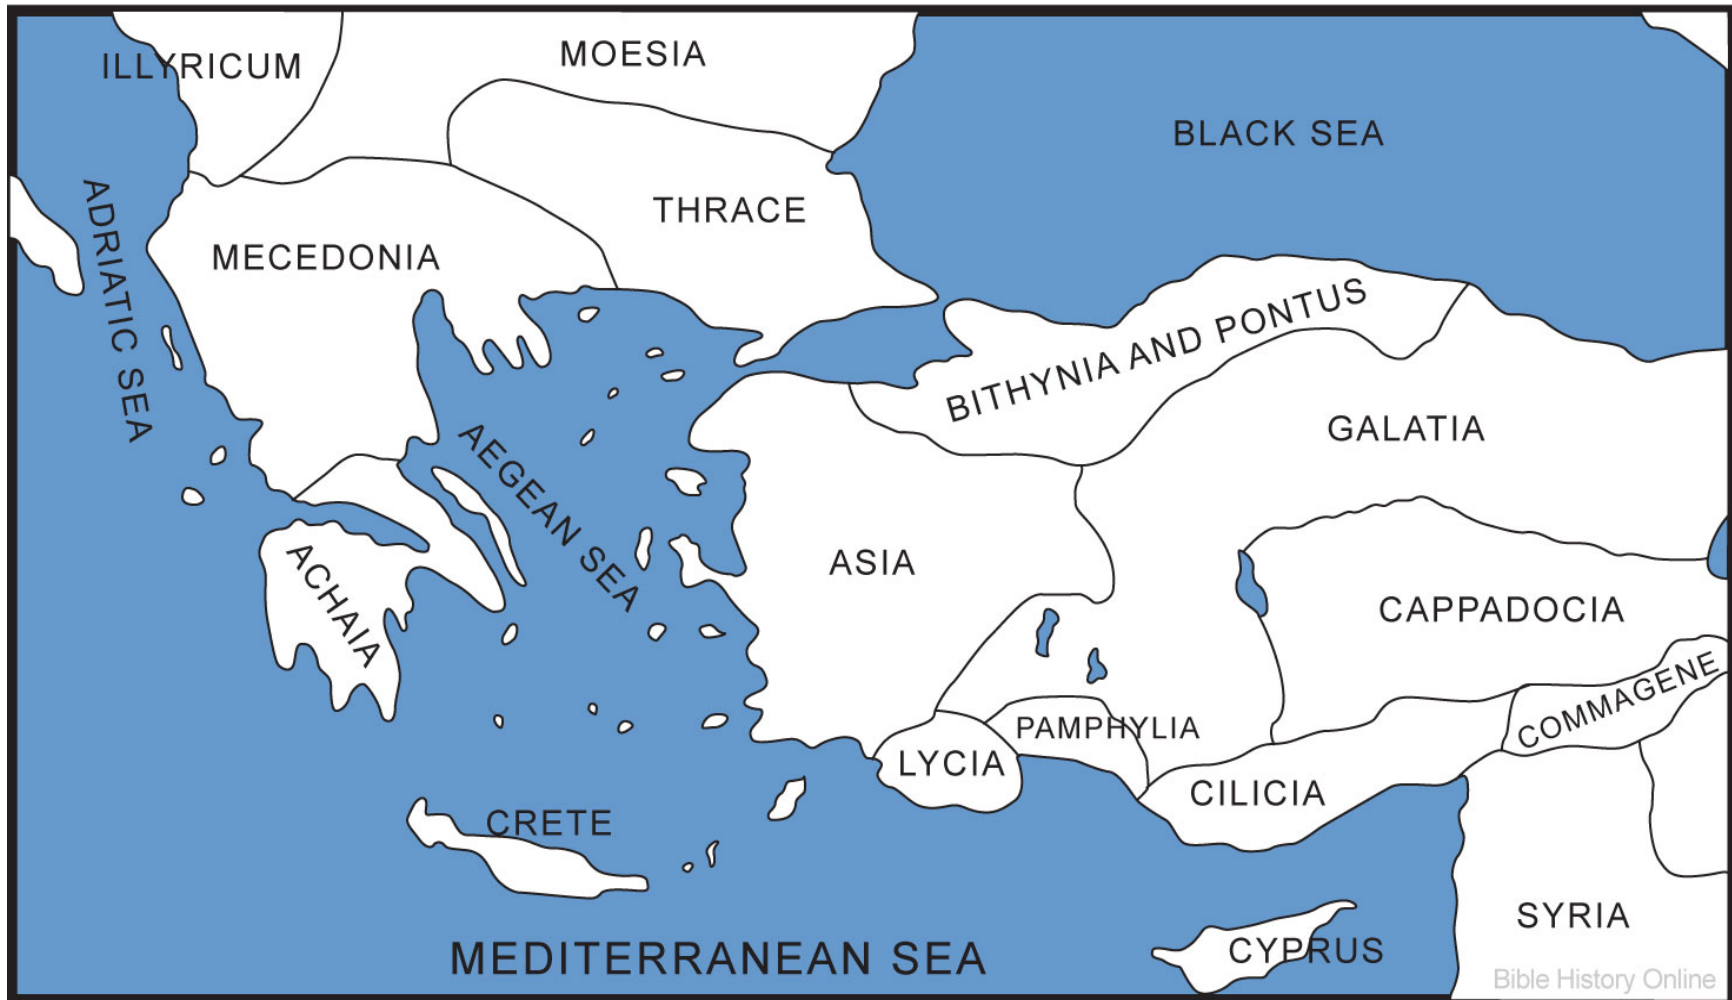 ILLYRICUM
MOESIA
BLACK SEA
ADRIATIC SEA
THRACE
MECEDONIA
BITHYNIA AND PONTUS
GALATIA
AEGEAN SEA
ASIA
ACHAIA
CAPPADOCIA
COMMAGENE
PAMPHYLIA
LYCIA
CILICIA
CRETE
SYRIA
CYPRUS
MEDITERRANEAN SEA
Bible History Online